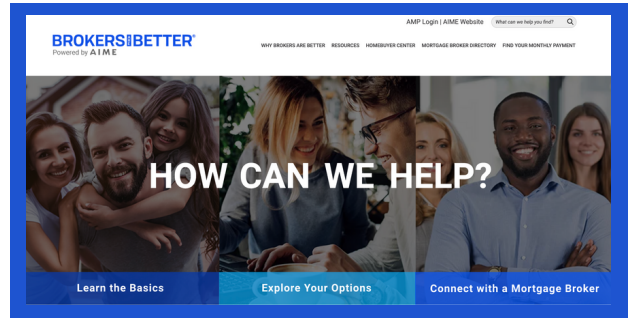 AMP Login | AIME Website What can we help you find?
BROKERS ARE BETTER®
Powered by AIME
WHY BROKERS ARE BETTER RESOURCES HOMEBUYER CENTER MORTGAGE BROKER DIRECTORY FIND YOUR MONTHLY PAYMENT
HOW CAN WE HELP?
Learn the Basics Explore Your Options Connect with a Mortgage Broker